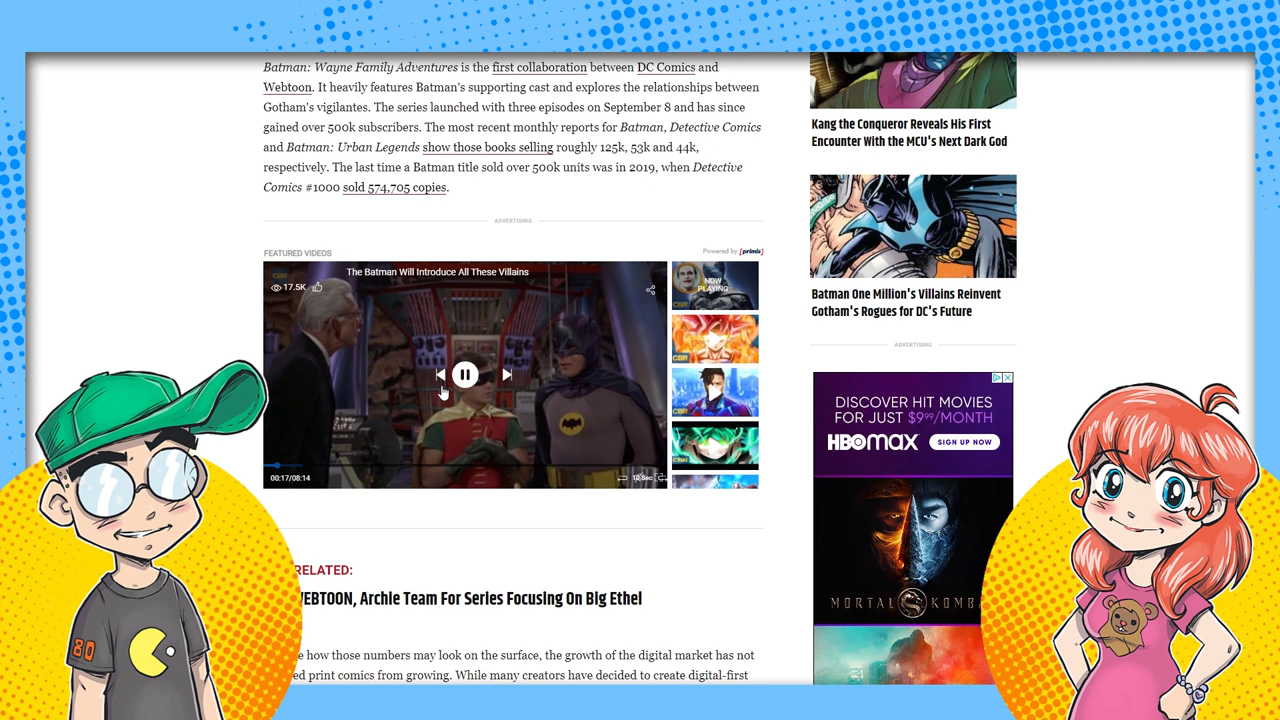 Batman: Wayne Family Adventures is the first collaboration between DC Comics and
Webtoon. It heavily features Batman's supporting cast and explores the relationships between
Gotham's vigilantes. The series launched with three episodes on September 8 and has since
gained over 500k subscribers. The most recent monthly reports for Batman, Detective Comics
and Batman: Urban Legends show those books selling roughly 125k, 53k and 44k,
respectively. The last time a Batman title sold over 500k units was in 2019, when Detective
Comics #1000 sold 574,705 copies.
ADVERTISING
FEATURED VIDEOS
Powered by [primis]
CBR
The Batman Will Introduce All These Villains
17.5K
00:17/08:14
NOW
PLAYING
CBR
CBR
CBR
CBR
RELATED:
WEBTOON, Archie Team For Series Focusing On Big Ethel
how those numbers may look on the surface, the growth of the digital market has not
print comics from growing. While many creators have decided to create digital-first
Kang the Conqueror Reveals His First
Encounter With the MCU's Next Dark God
Batman One Million's Villains Reinvent
Gotham's Rogues for DC's Future
ADVERTISING
DISCOVER HIT MOVIES
FOR JUST $9.99/MONTH
HBOMAX
SIGN UP NOW
MORTAL KOMBA
80